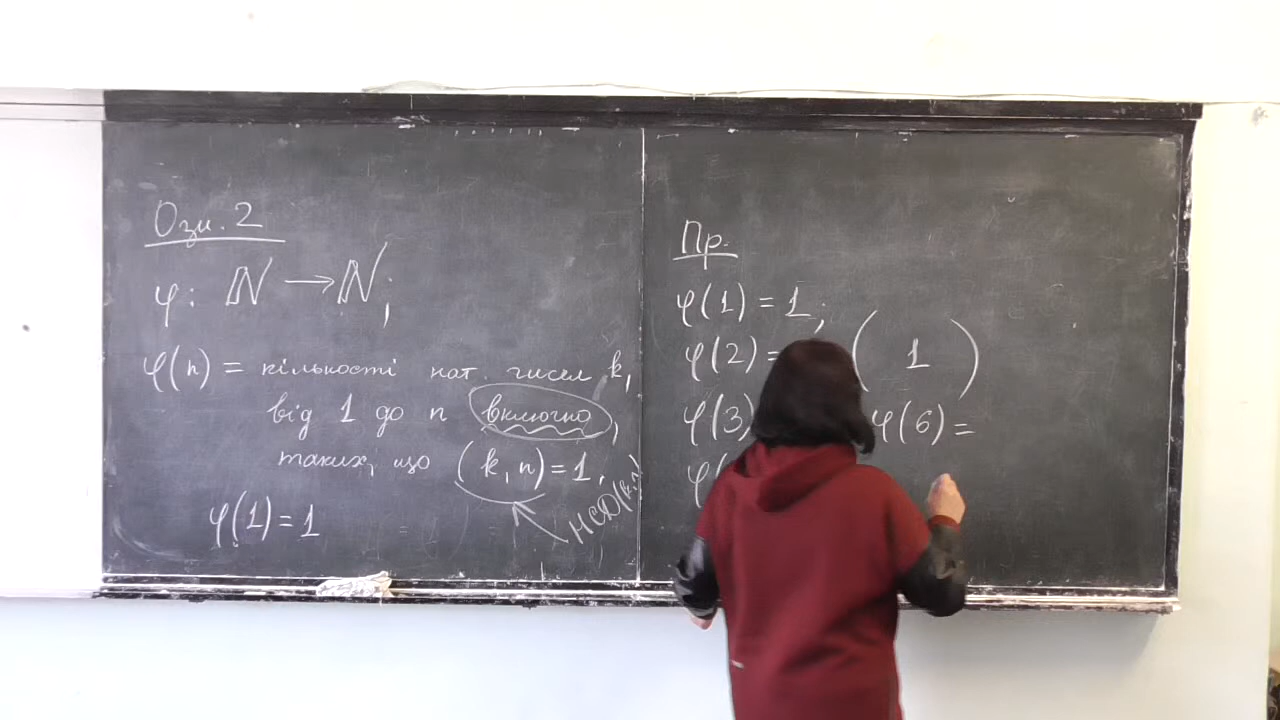 Озн. 2
φ: ℕ → ℕ;
φ(n) = кількості нат. чисел k,
від 1 до n включно,
таких, що (k, n) = 1,
НСД(k, n)
φ(1) = 1
Пр.
φ(1) = 1;
φ(2) = ( 1 )
φ(3) φ(6) =
φ(